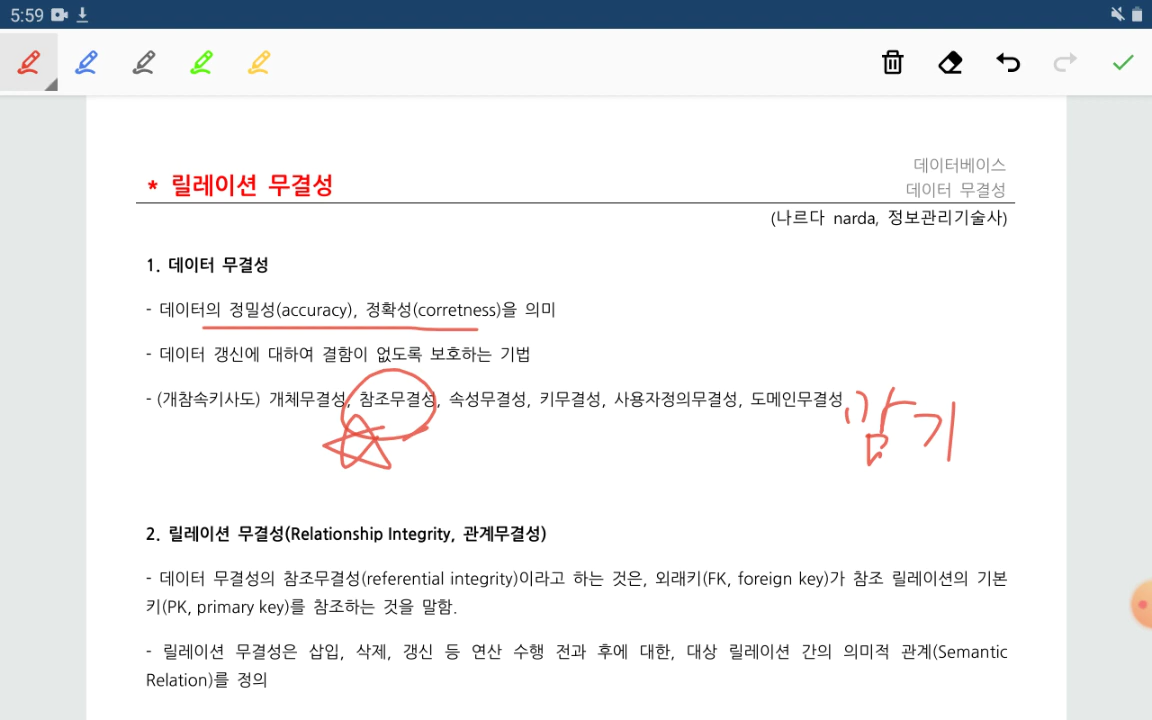 5:59
데이터베이스
* 릴레이션 무결성
데이터 무결성
(나르다 narda, 정보관리기술사)
1. 데이터 무결성
- 데이터의 정밀성(accuracy), 정확성(corretness)을 의미
- 데이터 갱신에 대하여 결함이 없도록 보호하는 기법
- (개참속키사도) 개체무결성, 참조무결성, 속성무결성, 키무결성, 사용자정의무결성, 도메인무결성
암기
2. 릴레이션 무결성(Relationship Integrity, 관계무결성)
- 데이터 무결성의 참조무결성(referential integrity)이라고 하는 것은, 외래키(FK, foreign key)가 참조 릴레이션의 기본
키(PK, primary key)를 참조하는 것을 말함.
- 릴레이션 무결성은 삽입, 삭제, 갱신 등 연산 수행 전과 후에 대한, 대상 릴레이션 간의 의미적 관계(Semantic
Relation)를 정의